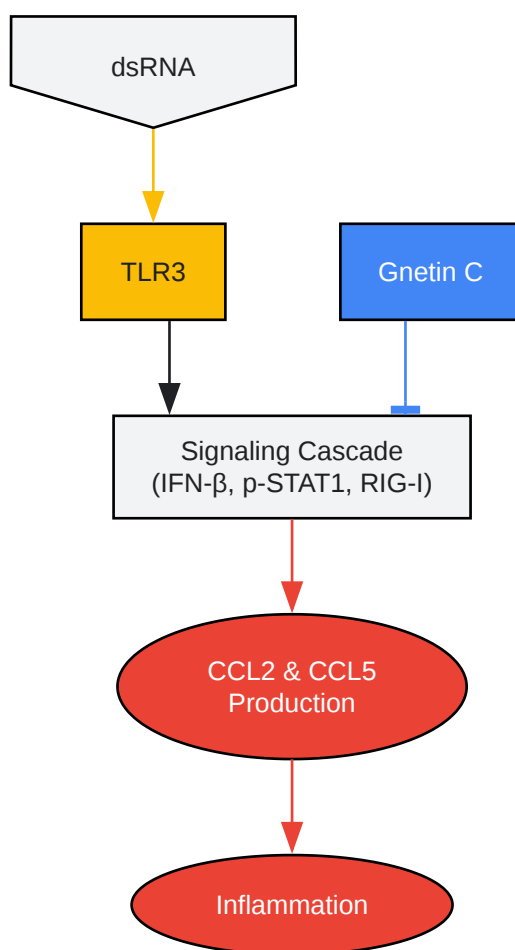 dsRNA
TLR3
Gnetin C
Signaling Cascade
(IFN-β, p-STAT1, RIG-I)
CCL2 & CCL5
Production
Inflammation